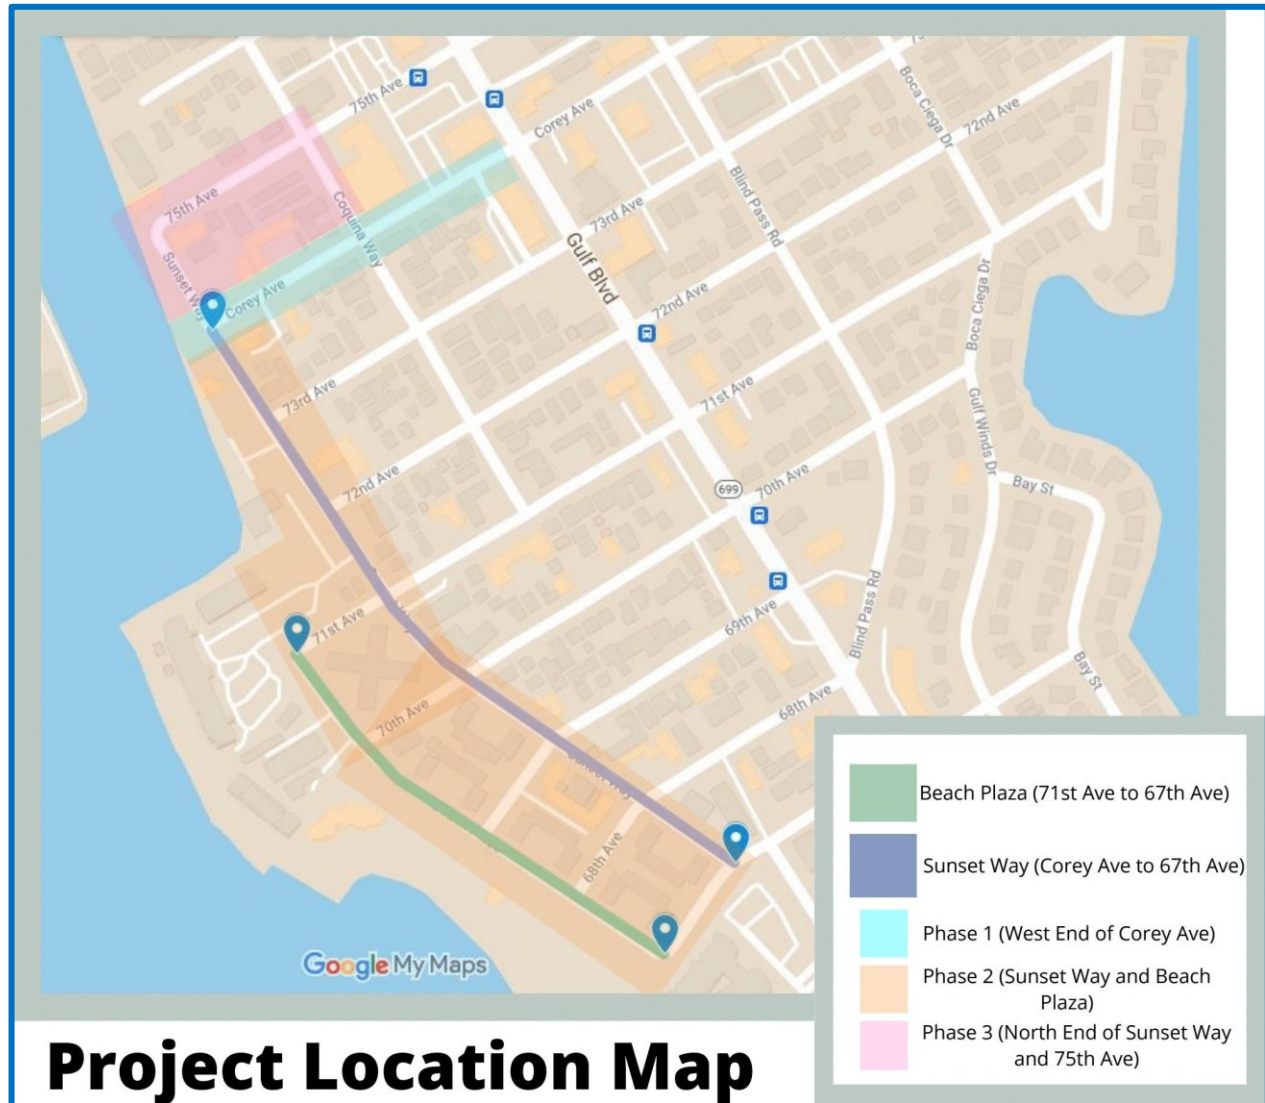 75th Ave
Corey Ave
Boca Ciega Dr
72nd Ave
75th Ave
Coquina Way
73rd Ave
Blind Pass Rd
Gulf Blvd
Sunset Way
Corey Ave
72nd Ave
Boca Ciega Dr
73rd Ave
71st Ave
Gulf Winds Dr
72nd Ave
699
70th Ave
Bay St
71st Ave
69th Ave
Blind Pass Rd
70th Ave
68th Ave
Bay St
Sunset Way
68th Ave
Google My Maps
Beach Plaza (71st Ave to 67th Ave)
Sunset Way (Corey Ave to 67th Ave)
Phase 1 (West End of Corey Ave)
Phase 2 (Sunset Way and Beach
Plaza)
Phase 3 (North End of Sunset Way
and 75th Ave)
Project Location Map